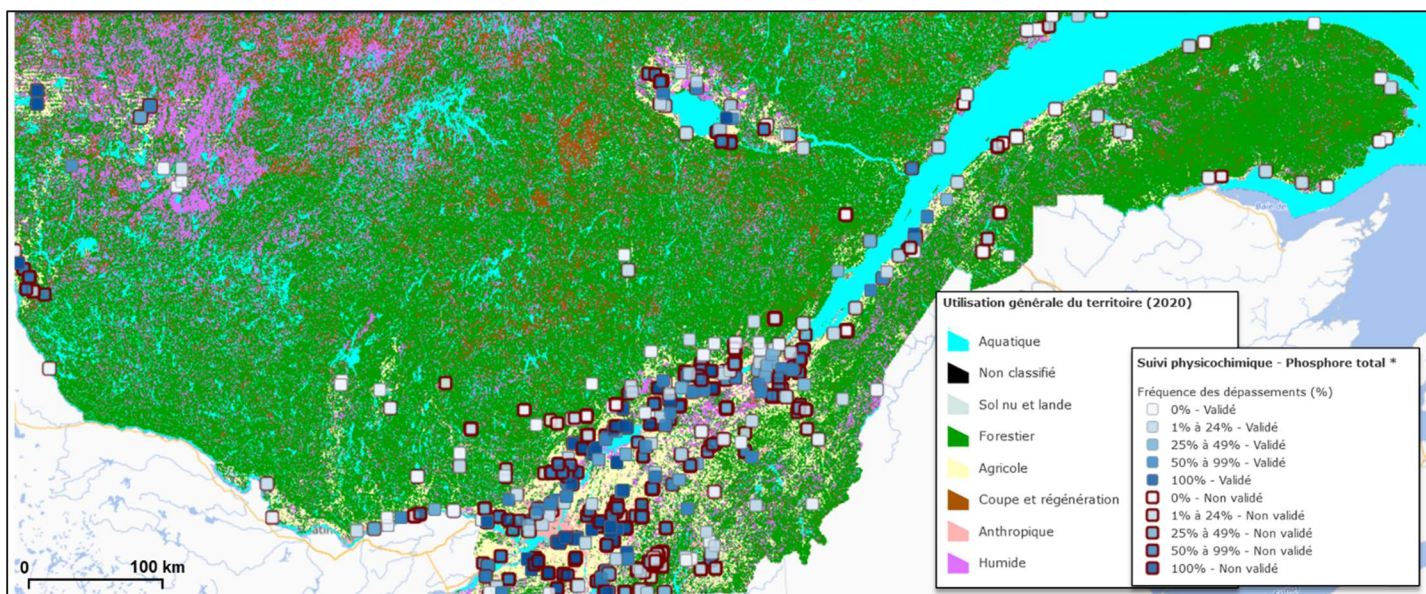 Utilisation générale du territoire (2020)
Aquatique
Non classifié
Sol nu et lande
Forestier
Agricole
Coupe et régénération
Anthropique
Humide
Suivi physicochimique - Phosphore total *
Fréquence des dépassements (%)
0% - Validé
1% à 24% - Validé
25% à 49% - Validé
50% à 99% - Validé
100% - Validé
0% - Non validé
1% à 24% - Non validé
25% à 49% - Non validé
50% à 99% - Non validé
100% - Non validé
0 100 km